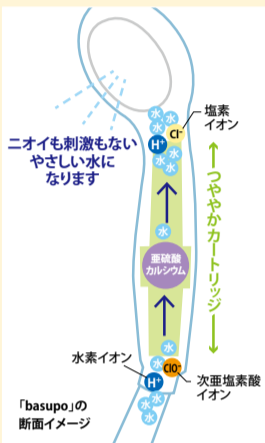 水
水
Cl⁻
塩素
イオン
H⁺
水
水
水
水
ニオイも刺激もない
やさしい水に
なります
つややかカートリッジ
水
亜硫酸
カルシウム
水
水
ClO⁻
水素イオン
H⁺
次亜塩素酸
イオン
水
水
水
「basupo」の
断面イメージ